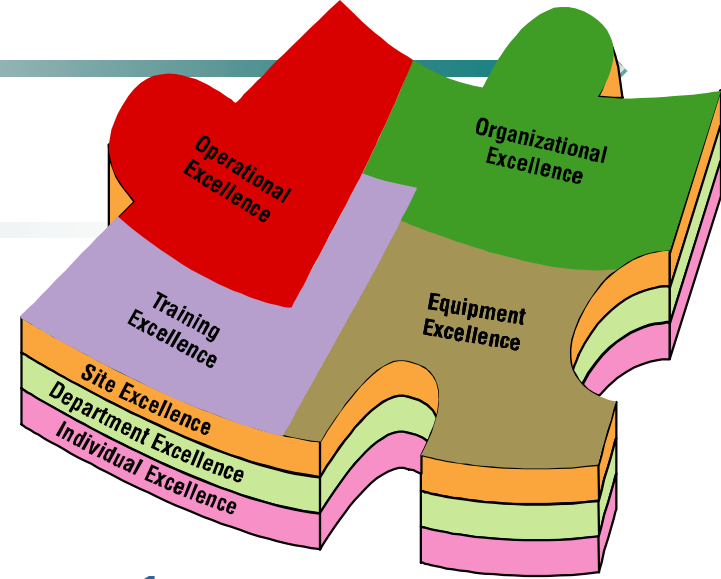 Operational
Excellence
Organizational
Excellence
Training
Excellence
Equipment
Excellence
Site Excellence
Department Excellence
Individual Excellence